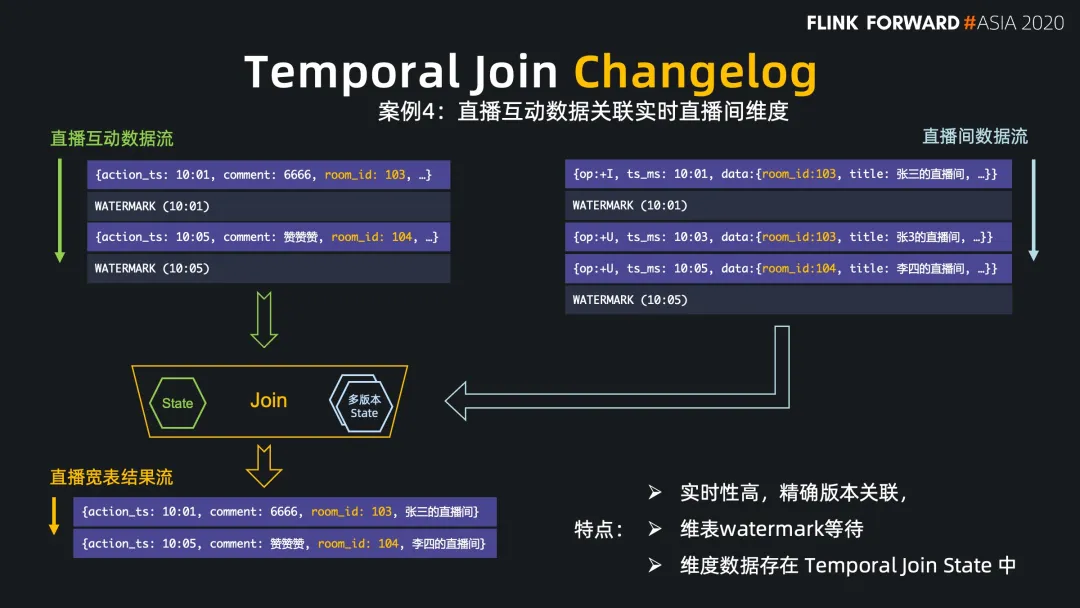 FLINK FORWARD #ASIA 2020
Temporal Join Changelog
案例4：直播互动数据关联实时直播间维度
直播互动数据流
{action_ts: 10:01, comment: 6666, room_id: 103, …}
WATERMARK (10:01)
{action_ts: 10:05, comment: 赞赞赞, room_id: 104, …}
WATERMARK (10:05)
直播间数据流
{op:+I, ts_ms: 10:01, data:{room_id:103, title: 张三的直播间, …}}
WATERMARK (10:01)
{op:+U, ts_ms: 10:03, data:{room_id:103, title: 张3的直播间, …}}
{op:+U, ts_ms: 10:05, data:{room_id:104, title: 李四的直播间, …}}
WATERMARK (10:05)
State
Join
多版本
State
直播宽表结果流
{action_ts: 10:01, comment: 6666, room_id: 103, 张三的直播间}
{action_ts: 10:05, comment: 赞赞赞, room_id: 104, 李四的直播间}
特点：
➢ 实时性高，精确版本关联，
➢ 维表watermark等待
➢ 维度数据存在 Temporal Join State 中